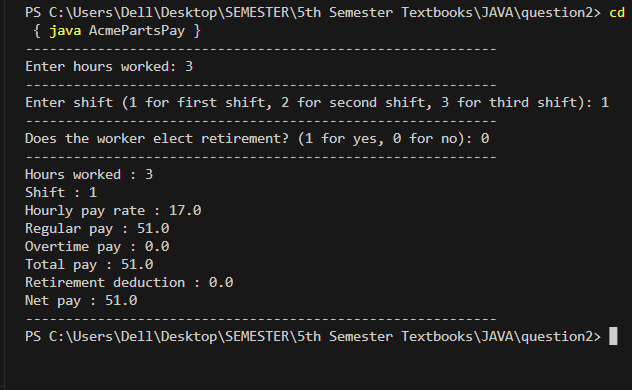 PS C:\Users\Dell\Desktop\SEMESTER\5th Semester Textbooks\JAVA\question2> cd
 { java AcmePartsPay }
-----------------------------------------------------------
Enter hours worked: 3
-----------------------------------------------------------
Enter shift (1 for first shift, 2 for second shift, 3 for third shift): 1
-----------------------------------------------------------
Does the worker elect retirement? (1 for yes, 0 for no): 0
-----------------------------------------------------------
Hours worked : 3
Shift : 1
Hourly pay rate : 17.0
Regular pay : 51.0
Overtime pay : 0.0
Total pay : 51.0
Retirement deduction : 0.0
Net pay : 51.0
-----------------------------------------------------------
PS C:\Users\Dell\Desktop\SEMESTER\5th Semester Textbooks\JAVA\question2>